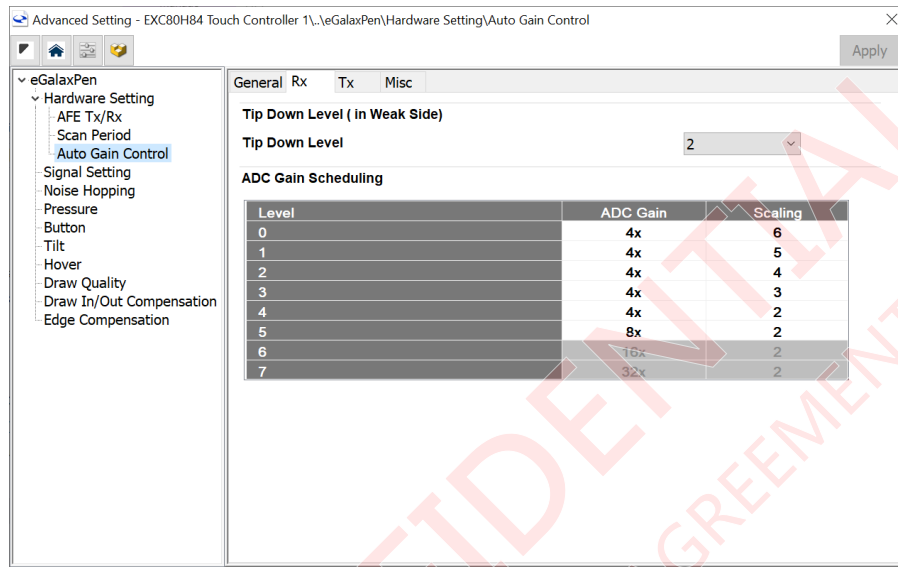 Advanced Setting - EXC80H84 Touch Controller 1\..\eGalaxPen\Hardware Setting\Auto Gain Control
Apply
eGalaxPen
Hardware Setting
AFE Tx/Rx
Scan Period
Auto Gain Control
Signal Setting
Noise Hopping
Pressure
Button
Tilt
Hover
Draw Quality
Draw In/Out Compensation
Edge Compensation
General Rx Tx Misc
Tip Down Level ( in Weak Side)
Tip Down Level 2
ADC Gain Scheduling
Level ADC Gain Scaling
0 4x 6
1 4x 5
2 4x 4
3 4x 3
4 4x 2
5 8x 2
6 16x 2
7 32x 2
FIDENTIAL
GREEMENT